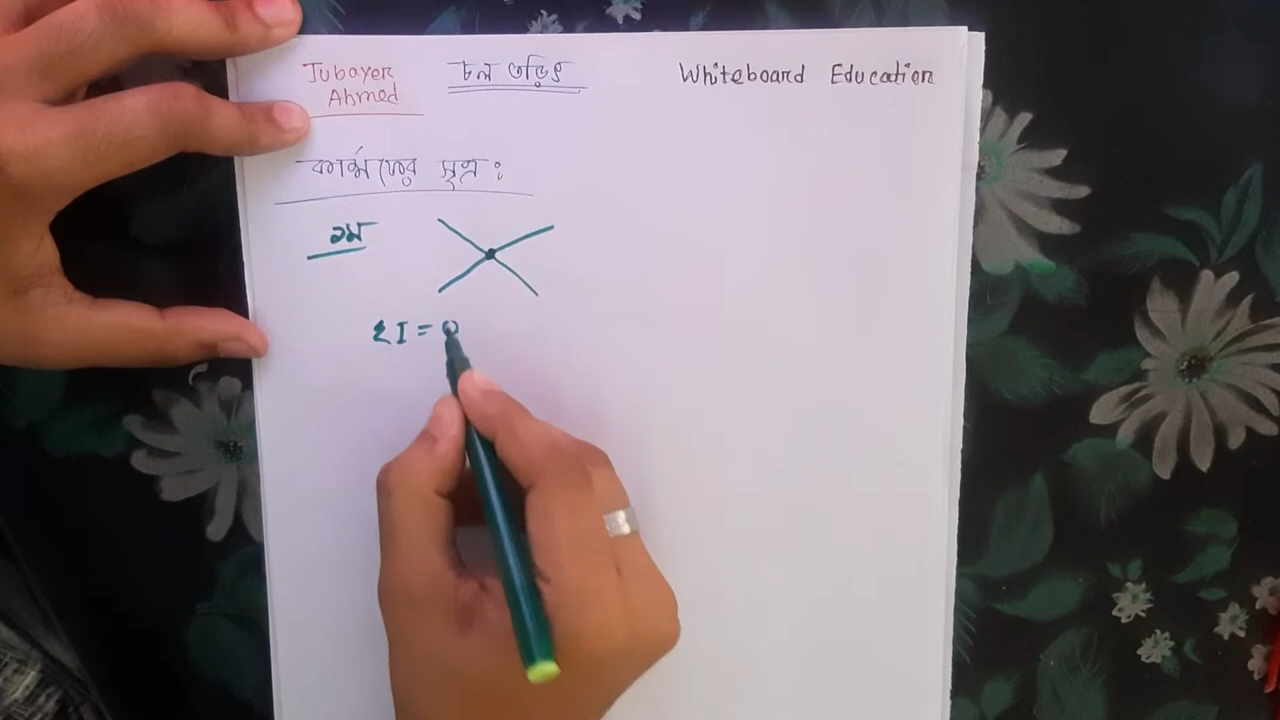 Jubayer Ahmed
চল তড়িৎ
Whiteboard Education
কার্শফের সূত্র :
১ম
ΣI = 0